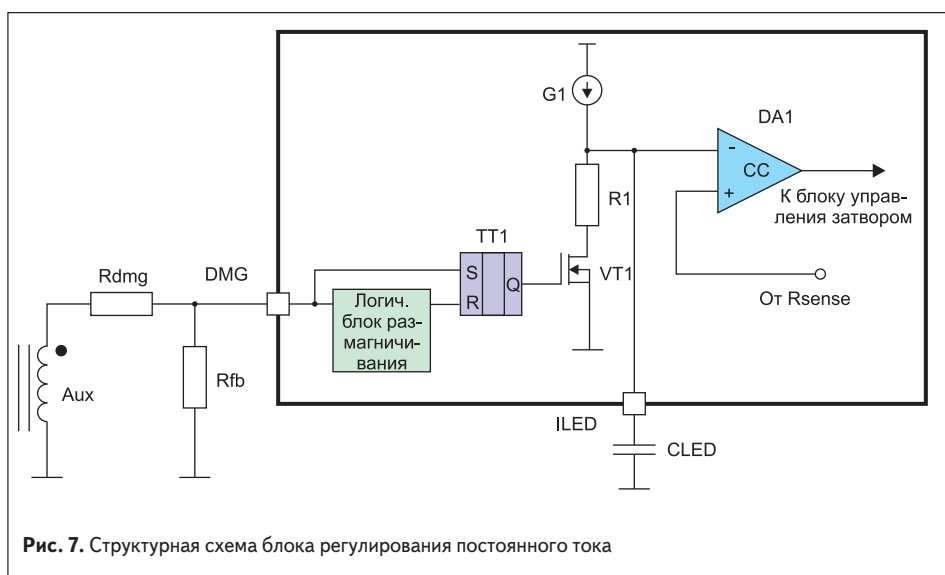 G1
DA1
-
CC
+
К блоку управ-
ления затвором
R1
TT1
Rdmg
DMG
S
Q
R
VT1
От Rsense
Логич.
блок раз-
магничи-
вания
Aux
Rfb
ILED
CLED
Рис. 7. Структурная схема блока регулирования постоянного тока